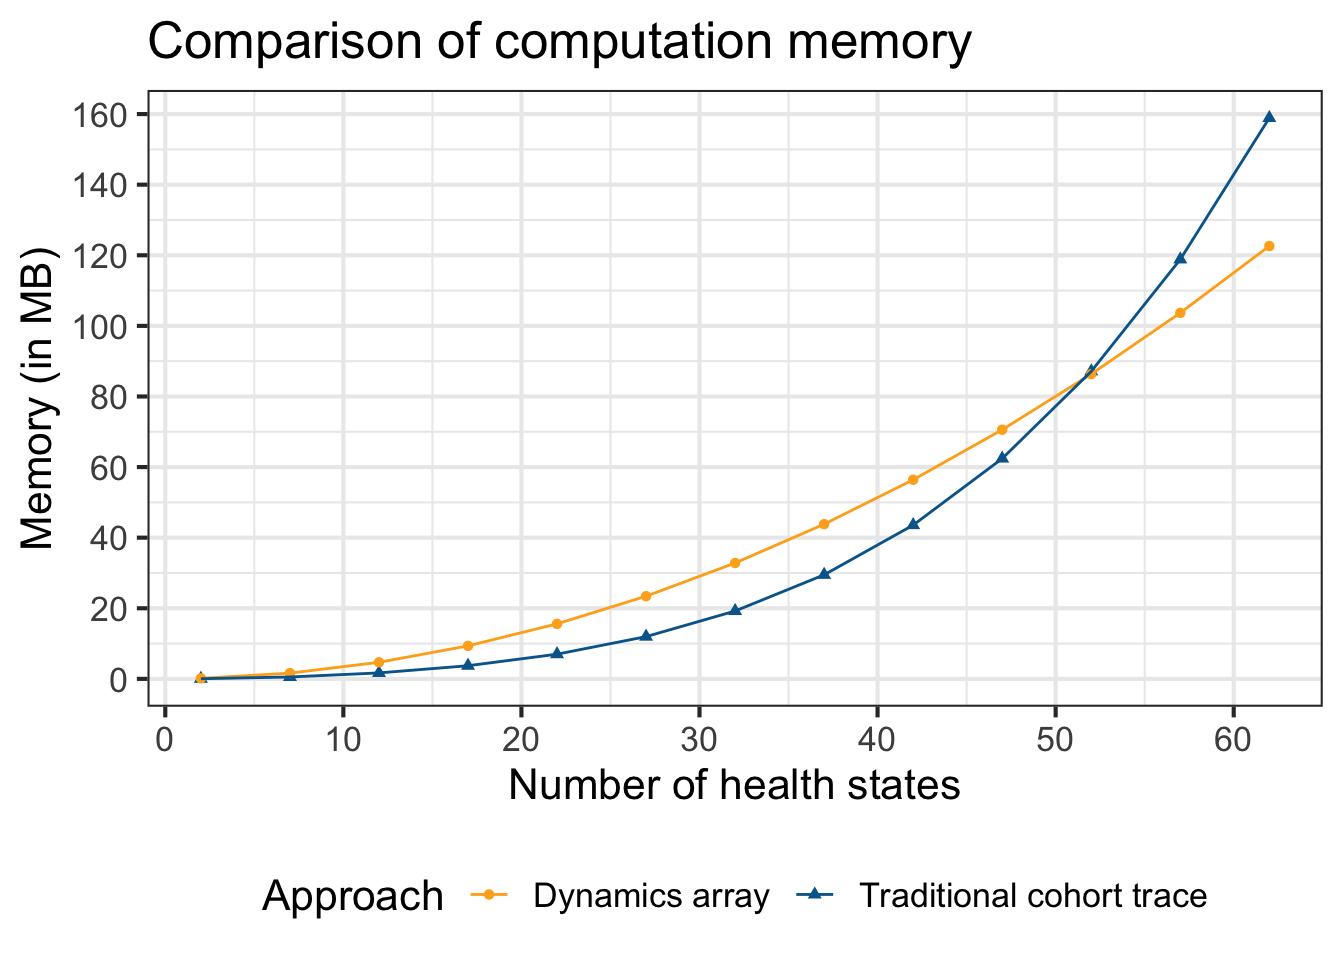 Comparison of computation memory
160
140
120
100
80
60
40
20
0
Memory (in MB)
0 10 20 30 40 50 60
Number of health states
Approach Dynamics array Traditional cohort trace